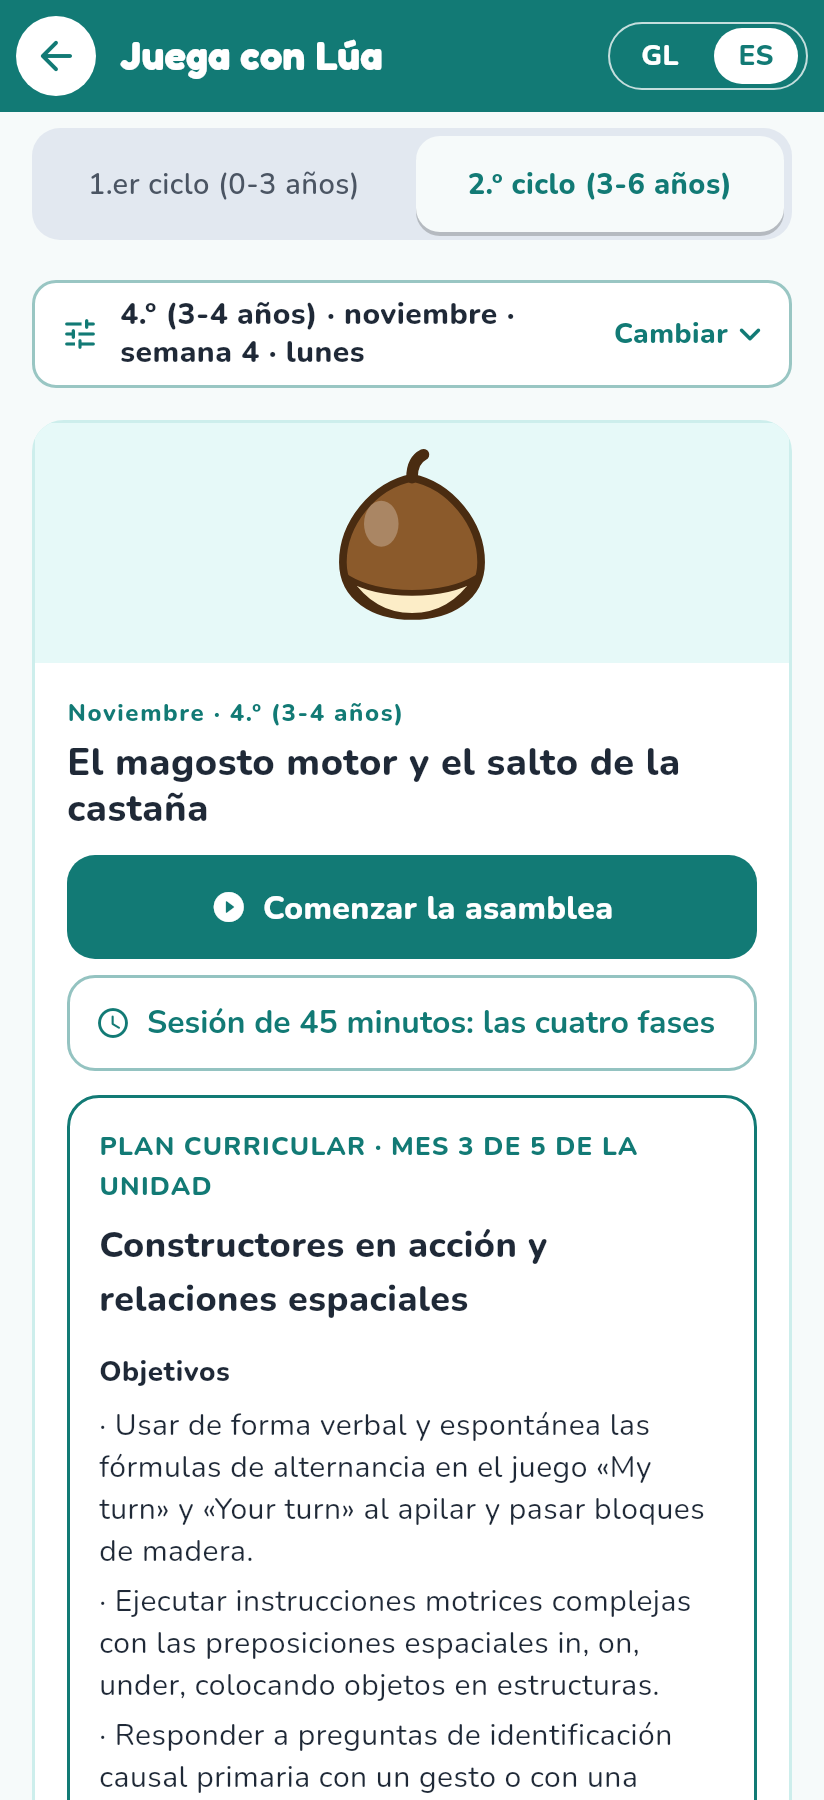 Juega con Lúa
GL
ES
1.er ciclo (0-3 años)
2.º ciclo (3-6 años)
4.º (3-4 años) · noviembre ·
semana 4 · lunes
Cambiar
Noviembre · 4.º (3-4 años)
El magosto motor y el salto de la
castaña
Comenzar la asamblea
Sesión de 45 minutos: las cuatro fases
PLAN CURRICULAR · MES 3 DE 5 DE LA
UNIDAD
Constructores en acción y
relaciones espaciales
Objetivos
· Usar de forma verbal y espontánea las
fórmulas de alternancia en el juego «My
turn» y «Your turn» al apilar y pasar bloques
de madera.
· Ejecutar instrucciones motrices complejas
con las preposiciones espaciales in, on,
under, colocando objetos en estructuras.
· Responder a preguntas de identificación
causal primaria con un gesto o con una